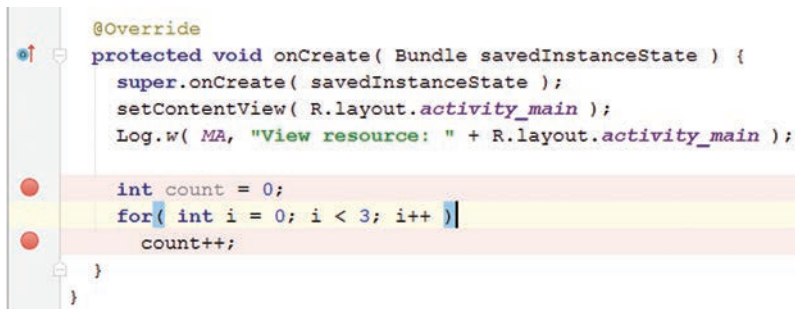 @Override
protected void onCreate( Bundle savedInstanceState ) {
super.onCreate( savedInstanceState );
setContentView( R.layout.activity_main );
Log.w( MA, "View resource: " + R.layout.activity_main );
int count = 0;
for( int i = 0; i < 3; i++ )
count++;
}
}